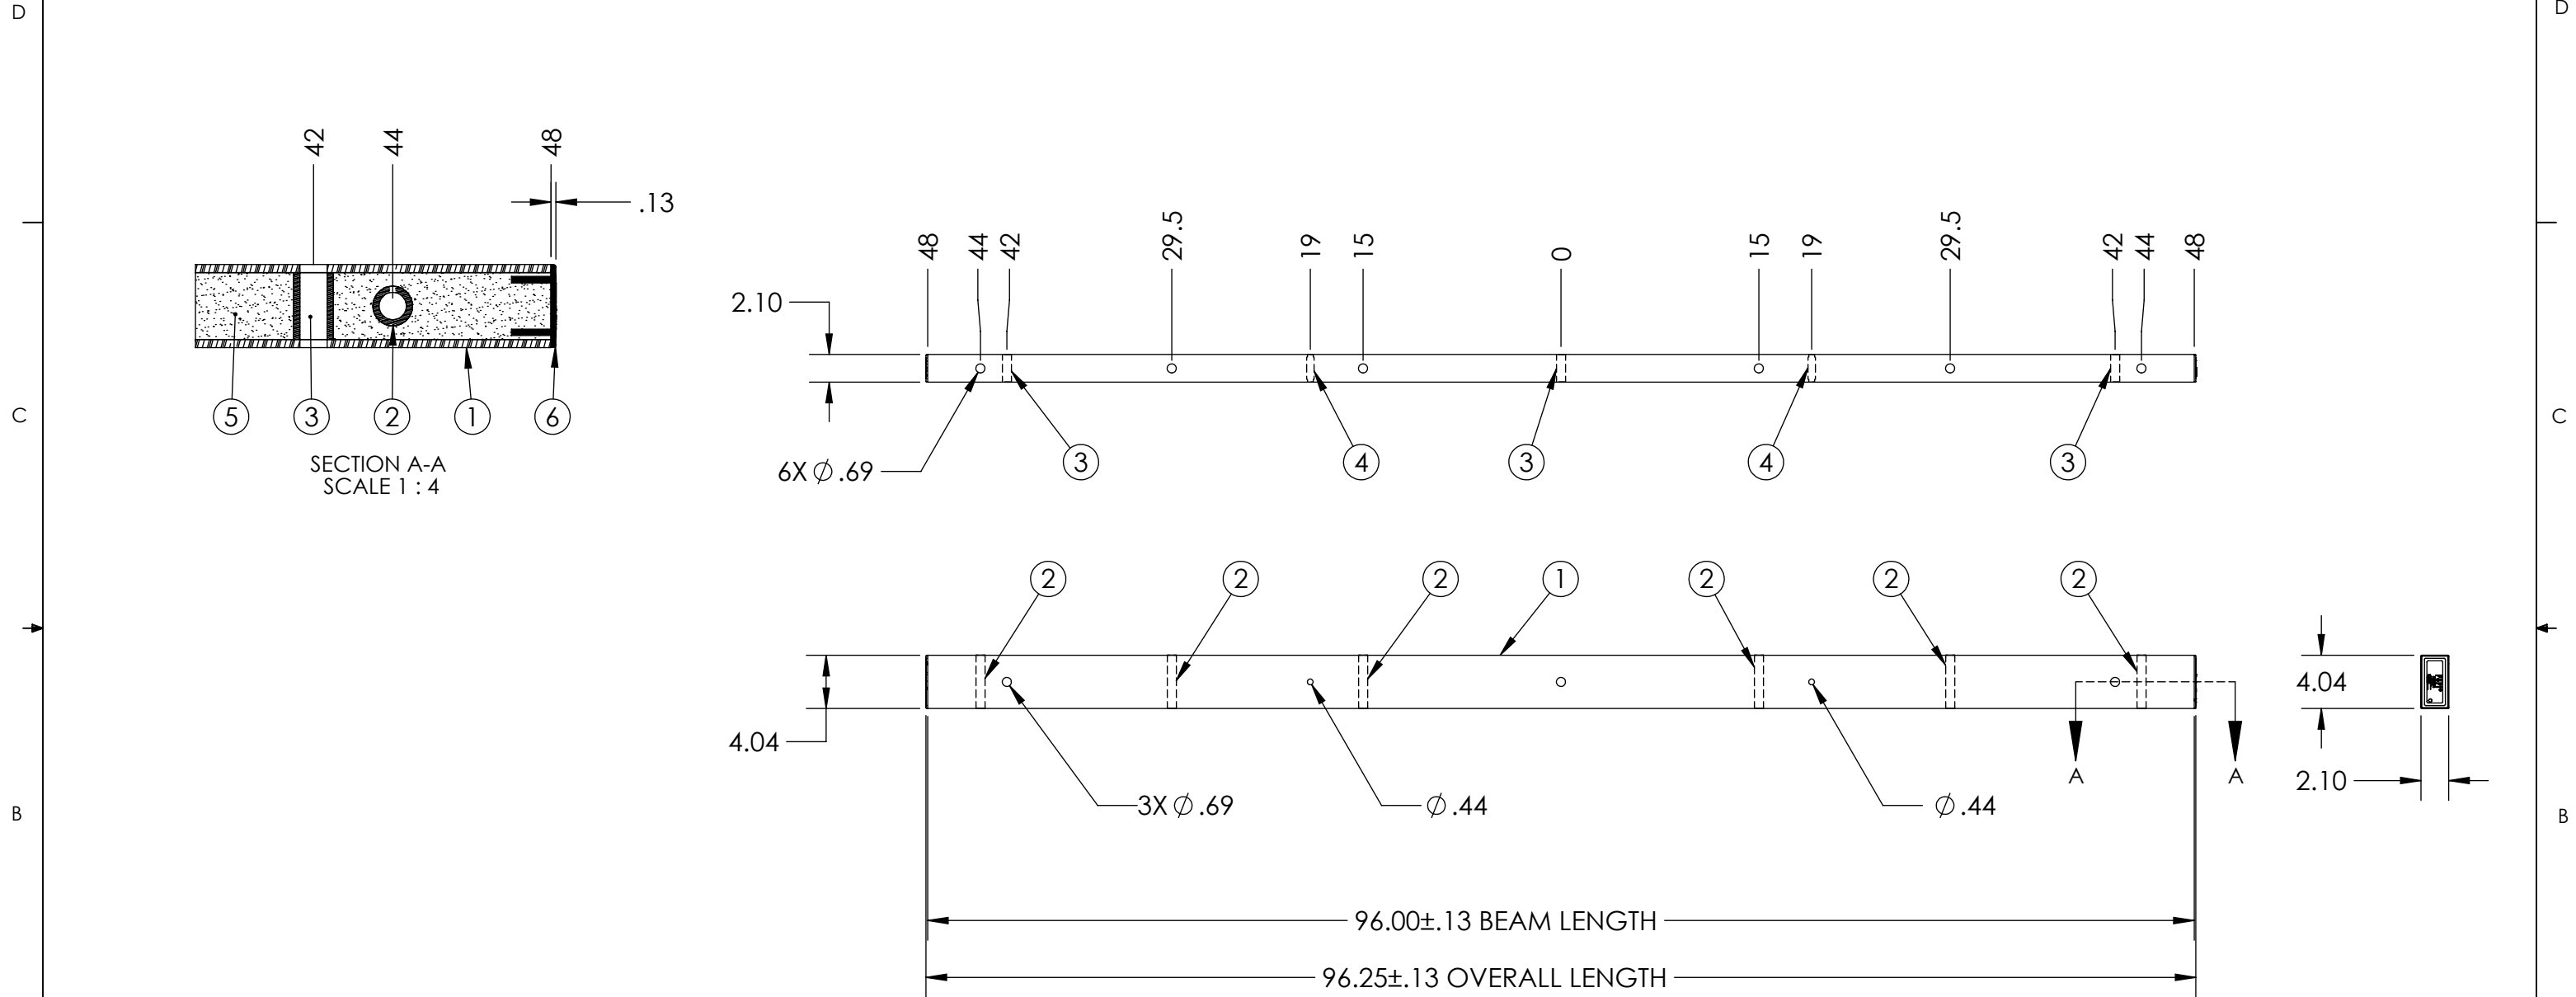 D
D
42
44
48
.13
48
44
42
29.5
19
15
0
15
19
29.5
42
44
48
2.10
5
3
2
1
6
C
C
SECTION A-A
SCALE 1 : 4
6X ∅ .69
3
4
3
4
3
2
2
2
1
2
2
2
4.04
4.04
3X ∅ .69
∅ .44
∅ .44
A
A
2.10
B
B
96.00±.13 BEAM LENGTH
96.25±.13 OVERALL LENGTH